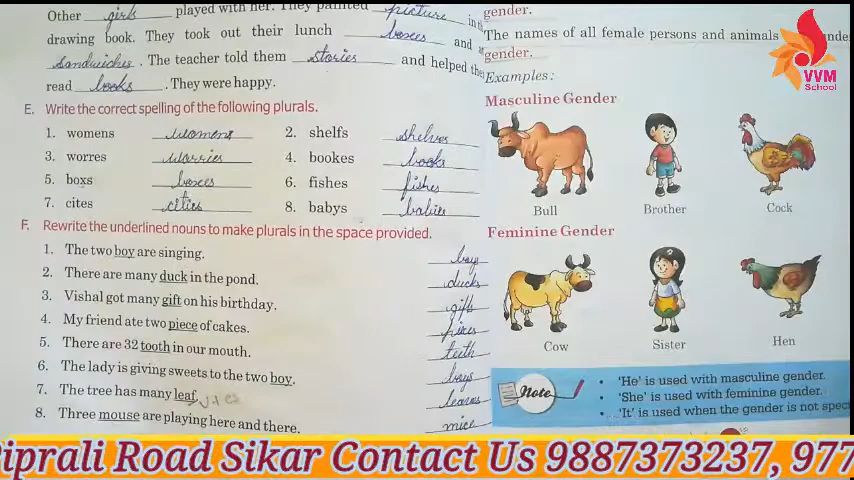 Other girls played with her. They painted picture in
drawing book. They took out their lunch boxes and
sandwiches. The teacher told them stories and helped the
read books. They were happy.
E. Write the correct spelling of the following plurals.
1. womens womens 2. shelfs shelves
3. worres worries 4. bookes books
5. boxs boxes 6. fishes fishes
7. cites cities 8. babys babies
F. Rewrite the underlined nouns to make plurals in the space provided.
1. The two boy are singing. boys
2. There are many duck in the pond. ducks
3. Vishal got many gift on his birthday. gifts
4. My friend ate two piece of cakes. pieces
5. There are 32 tooth in our mouth. teeth
6. The lady is giving sweets to the two boy. boys
7. The tree has many leaf. leaves
8. Three mouse are playing here and there. mice
gender.
The names of all female persons and animals
gender.
Examples:
Masculine Gender
Bull Brother Cock
Feminine Gender
Cow Sister Hen
Note
• 'He' is used with masculine gender.
• 'She' is used with feminine gender.
• 'It' is used when the gender is not spec
VVM
School
Piprali Road Sikar Contact Us 9887373237, 977